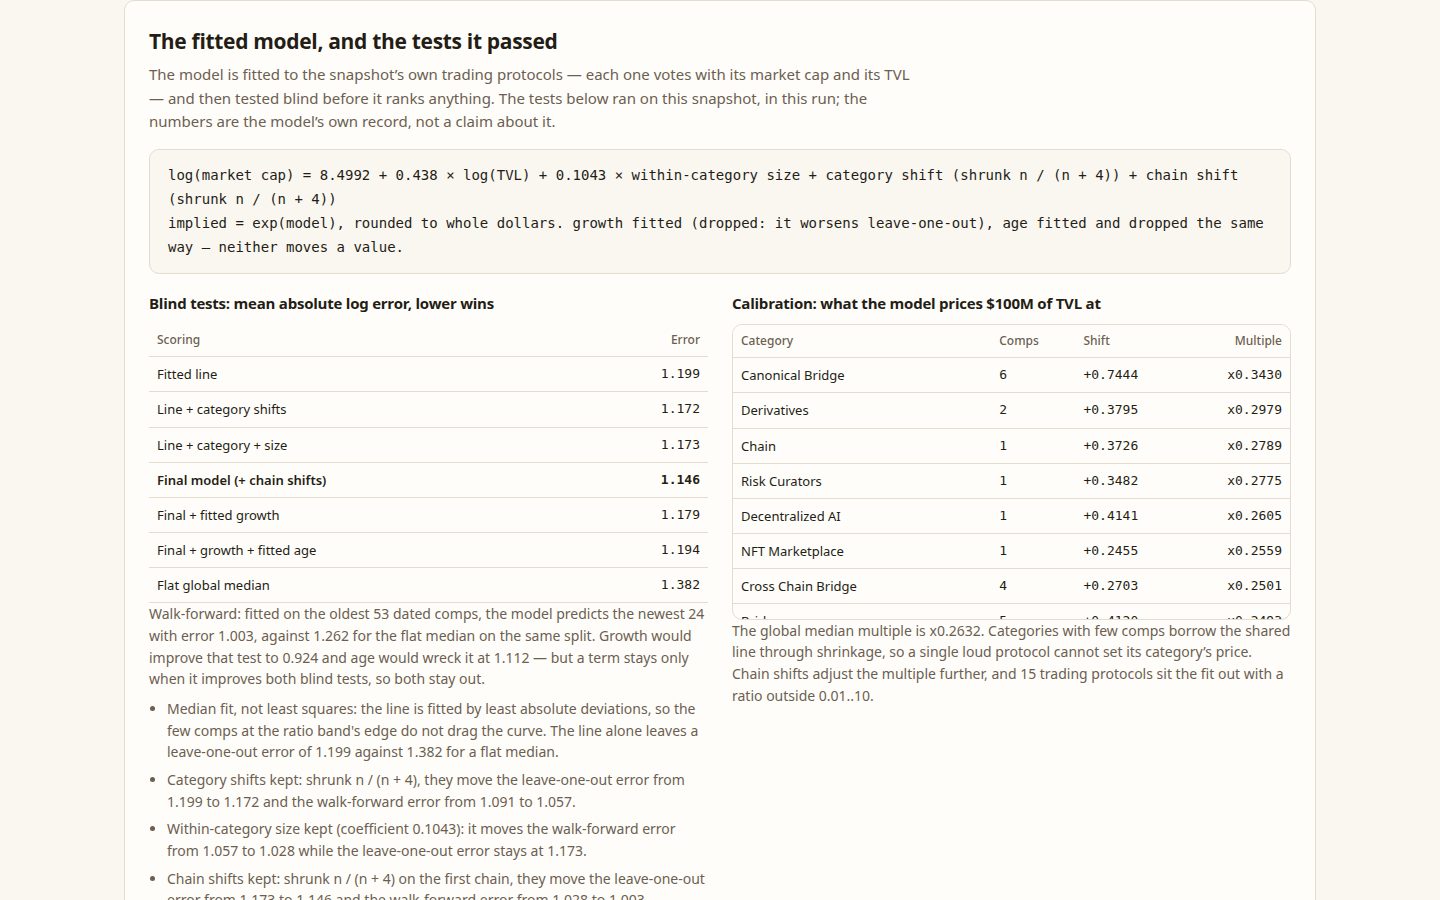 The fitted model, and the tests it passed
The model is fitted to the snapshot's own trading protocols — each one votes with its market cap and its TVL
— and then tested blind before it ranks anything. The tests below ran on this snapshot, in this run; the
numbers are the model's own record, not a claim about it.
log(market cap) = 8.4992 + 0.438 × log(TVL) + 0.1043 × within-category size + category shift (shrunk n / (n + 4)) + chain shift
(shrunk n / (n + 4))
implied = exp(model), rounded to whole dollars. growth fitted (dropped: it worsens leave-one-out), age fitted and dropped the same
way — neither moves a value.
Blind tests: mean absolute log error, lower wins
Scoring Error
Fitted line 1.199
Line + category shifts 1.172
Line + category + size 1.173
Final model (+ chain shifts) 1.146
Final + fitted growth 1.179
Final + growth + fitted age 1.194
Flat global median 1.382
Walk-forward: fitted on the oldest 53 dated comps, the model predicts the newest 24
with error 1.003, against 1.262 for the flat median on the same split. Growth would
improve that test to 0.924 and age would wreck it at 1.112 — but a term stays only
when it improves both blind tests, so both stay out.
• Median fit, not least squares: the line is fitted by least absolute deviations, so the
few comps at the ratio band's edge do not drag the curve. The line alone leaves a
leave-one-out error of 1.199 against 1.382 for a flat median.
• Category shifts kept: shrunk n / (n + 4), they move the leave-one-out error from
1.199 to 1.172 and the walk-forward error from 1.091 to 1.057.
• Within-category size kept (coefficient 0.1043): it moves the walk-forward error
from 1.057 to 1.028 while the leave-one-out error stays at 1.173.
• Chain shifts kept: shrunk n / (n + 4) on the first chain, they move the leave-one-out
error from 1.173 to 1.146 and the walk-forward error from 1.028 to 1.003.
Calibration: what the model prices $100M of TVL at
Category Comps Shift Multiple
Canonical Bridge 6 +0.7444 x0.3430
Derivatives 2 +0.3795 x0.2979
Chain 1 +0.3726 x0.2789
Risk Curators 1 +0.3482 x0.2775
Decentralized AI 1 +0.4141 x0.2605
NFT Marketplace 1 +0.2455 x0.2559
Cross Chain Bridge 4 +0.2703 x0.2501
The global median multiple is x0.2632. Categories with few comps borrow the shared
line through shrinkage, so a single loud protocol cannot set its category's price.
Chain shifts adjust the multiple further, and 15 trading protocols sit the fit out with a
ratio outside 0.01..10.